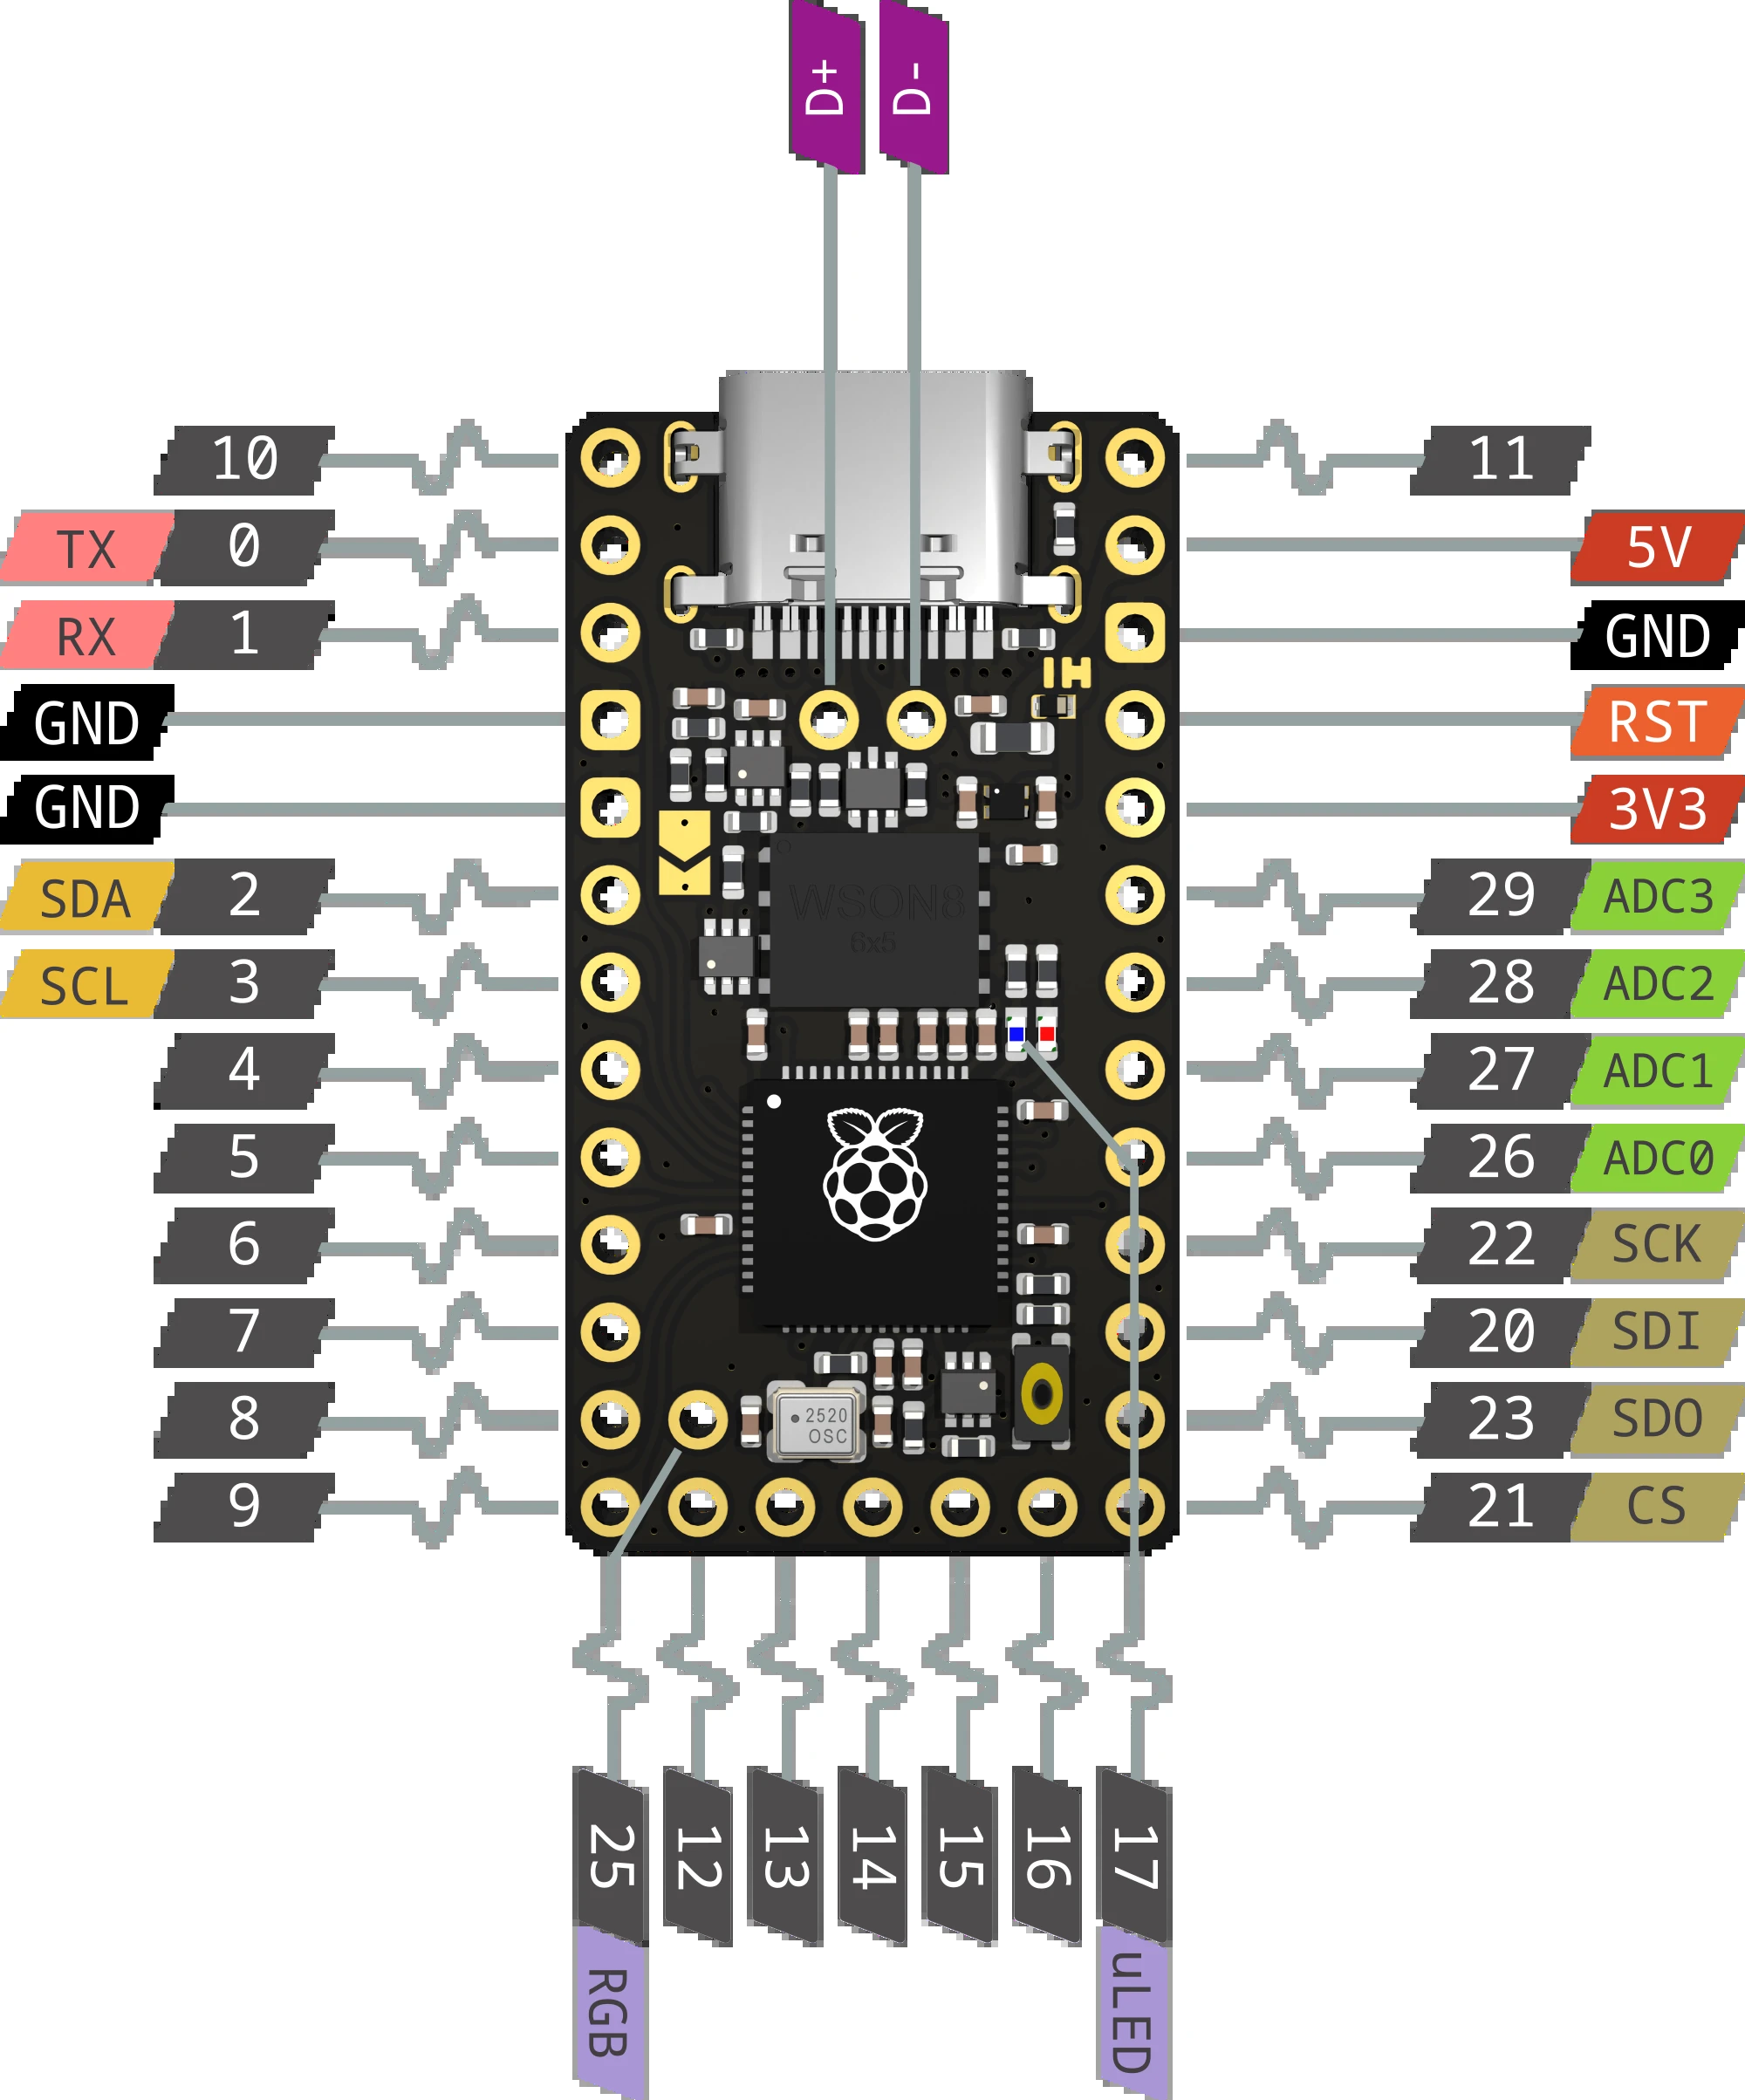 D+ D-
10 11
TX 0 5V
RX 1 GND
GND RST
GND 3V3
SDA 2 29 ADC3
SCL 3 28 ADC2
4 27 ADC1
5 26 ADC0
6 22 SCK
7 20 SDI
8 23 SDO
9 21 CS
WSON8
6x5
2520
OSC
25 12 13 14 15 16 17
RGB uLED